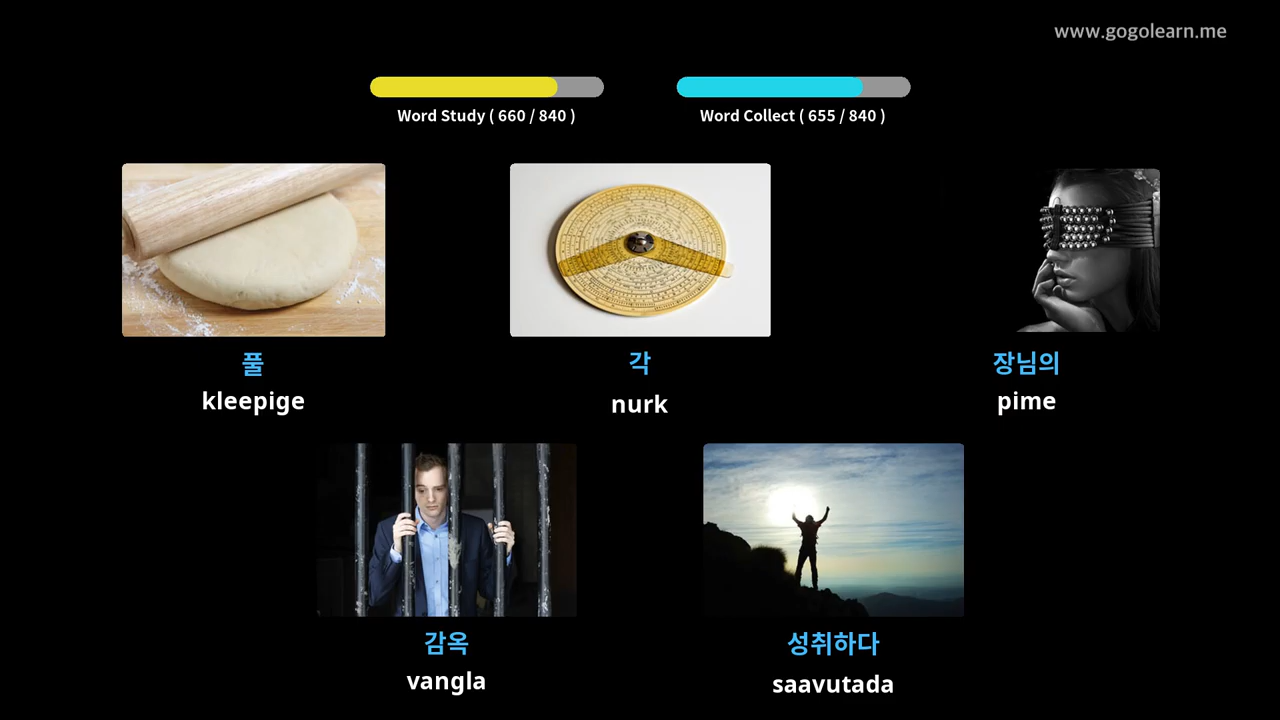 www.gogolearn.me
Word Study ( 660 / 840 )
Word Collect ( 655 / 840 )
풀
kleepige
각
nurk
장님의
pime
감옥
vangla
성취하다
saavutada